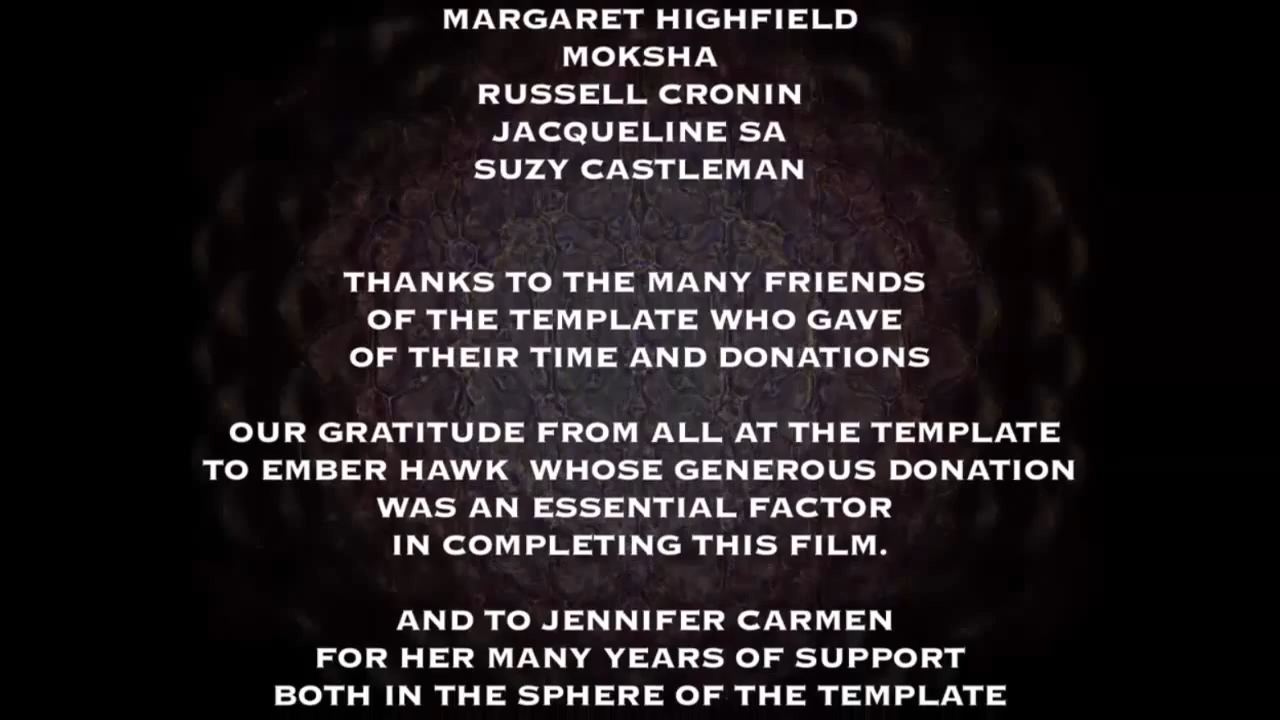 MARGARET HIGHFIELD
MOKSHA
RUSSELL CRONIN
JACQUELINE SA
SUZY CASTLEMAN
THANKS TO THE MANY FRIENDS
OF THE TEMPLATE WHO GAVE
OF THEIR TIME AND DONATIONS
OUR GRATITUDE FROM ALL AT THE TEMPLATE
TO EMBER HAWK  WHOSE GENEROUS DONATION
WAS AN ESSENTIAL FACTOR
IN COMPLETING THIS FILM.
AND TO JENNIFER CARMEN
FOR HER MANY YEARS OF SUPPORT
BOTH IN THE SPHERE OF THE TEMPLATE